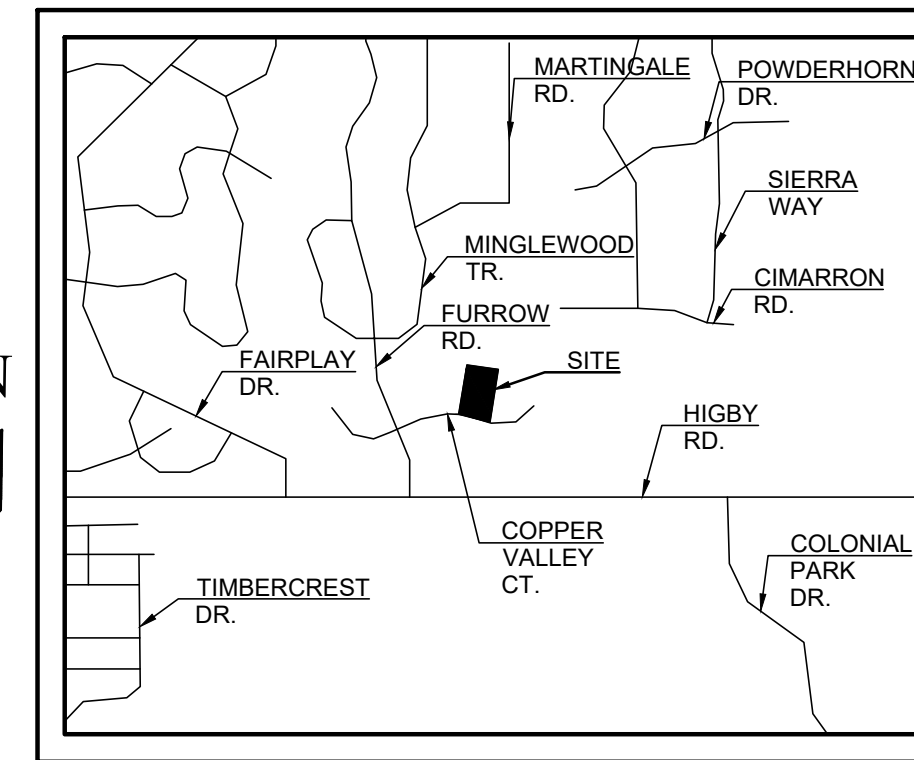 MARTINGALE
RD.
POWDERHORN
DR.
SIERRA
WAY
MINGLEWOOD
TR.
CIMARRON
RD.
FURROW
RD.
FAIRPLAY
DR.
SITE
HIGBY
RD.
N
COPPER
VALLEY
CT.
COLONIAL
PARK
DR.
TIMBERCREST
DR.